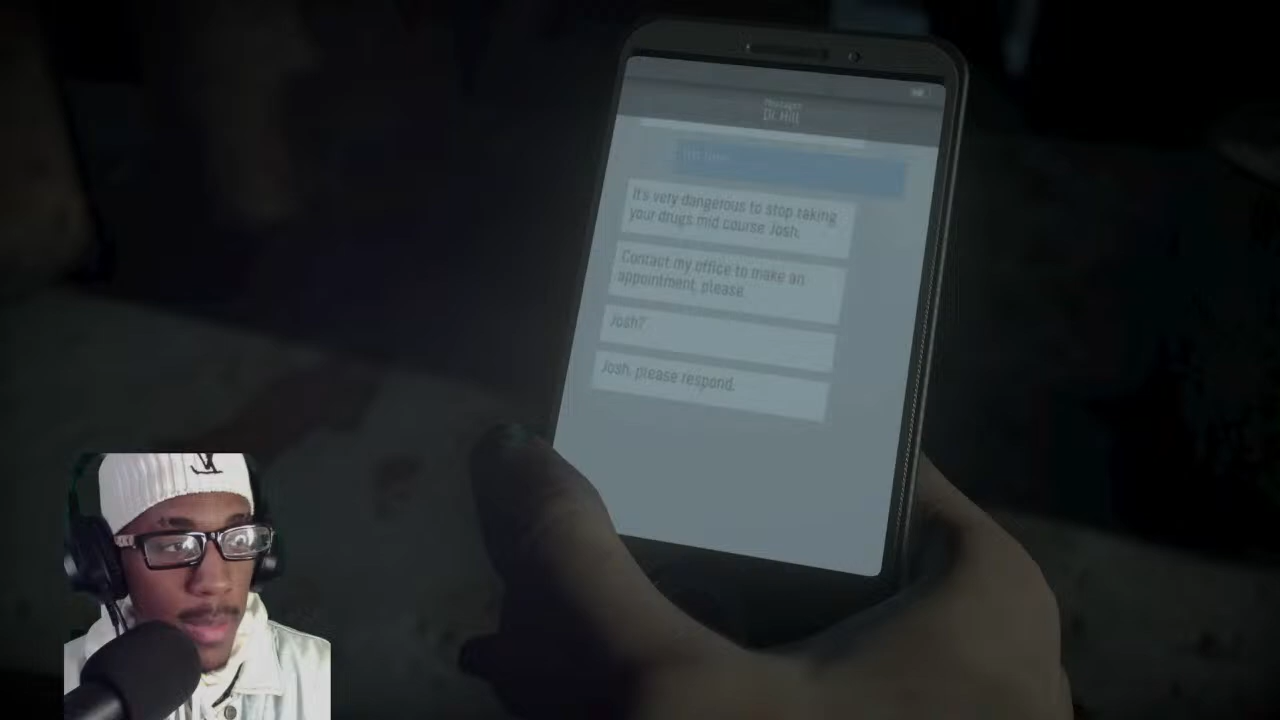 Messages
Dr. Hill
It's very dangerous to stop taking
your drugs mid course Josh.
Contact my office to make an
appointment, please.
Josh?
Josh, please respond.